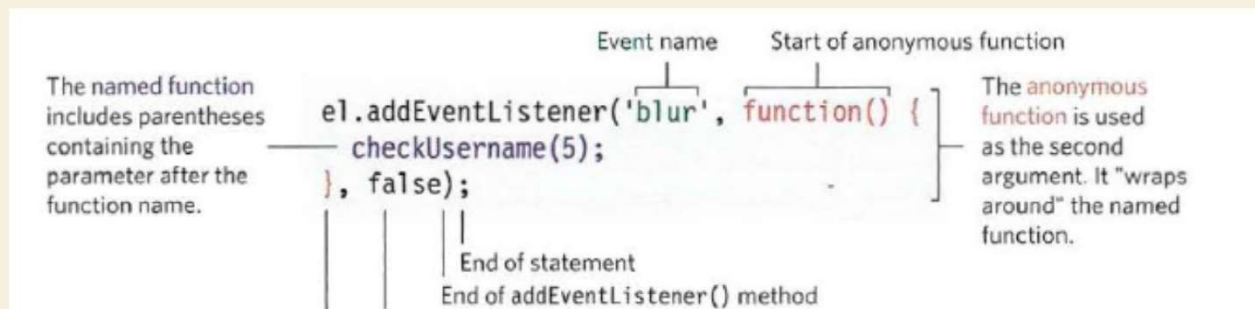 Event name
Start of anonymous function
The named function
includes parentheses
containing the
parameter after the
function name.
el.addEventListener('blur', function() {
checkUsername(5);
}, false);
The anonymous
function is used
as the second
argument. It "wraps
around" the named
function.
End of statement
End of addEventListener() method